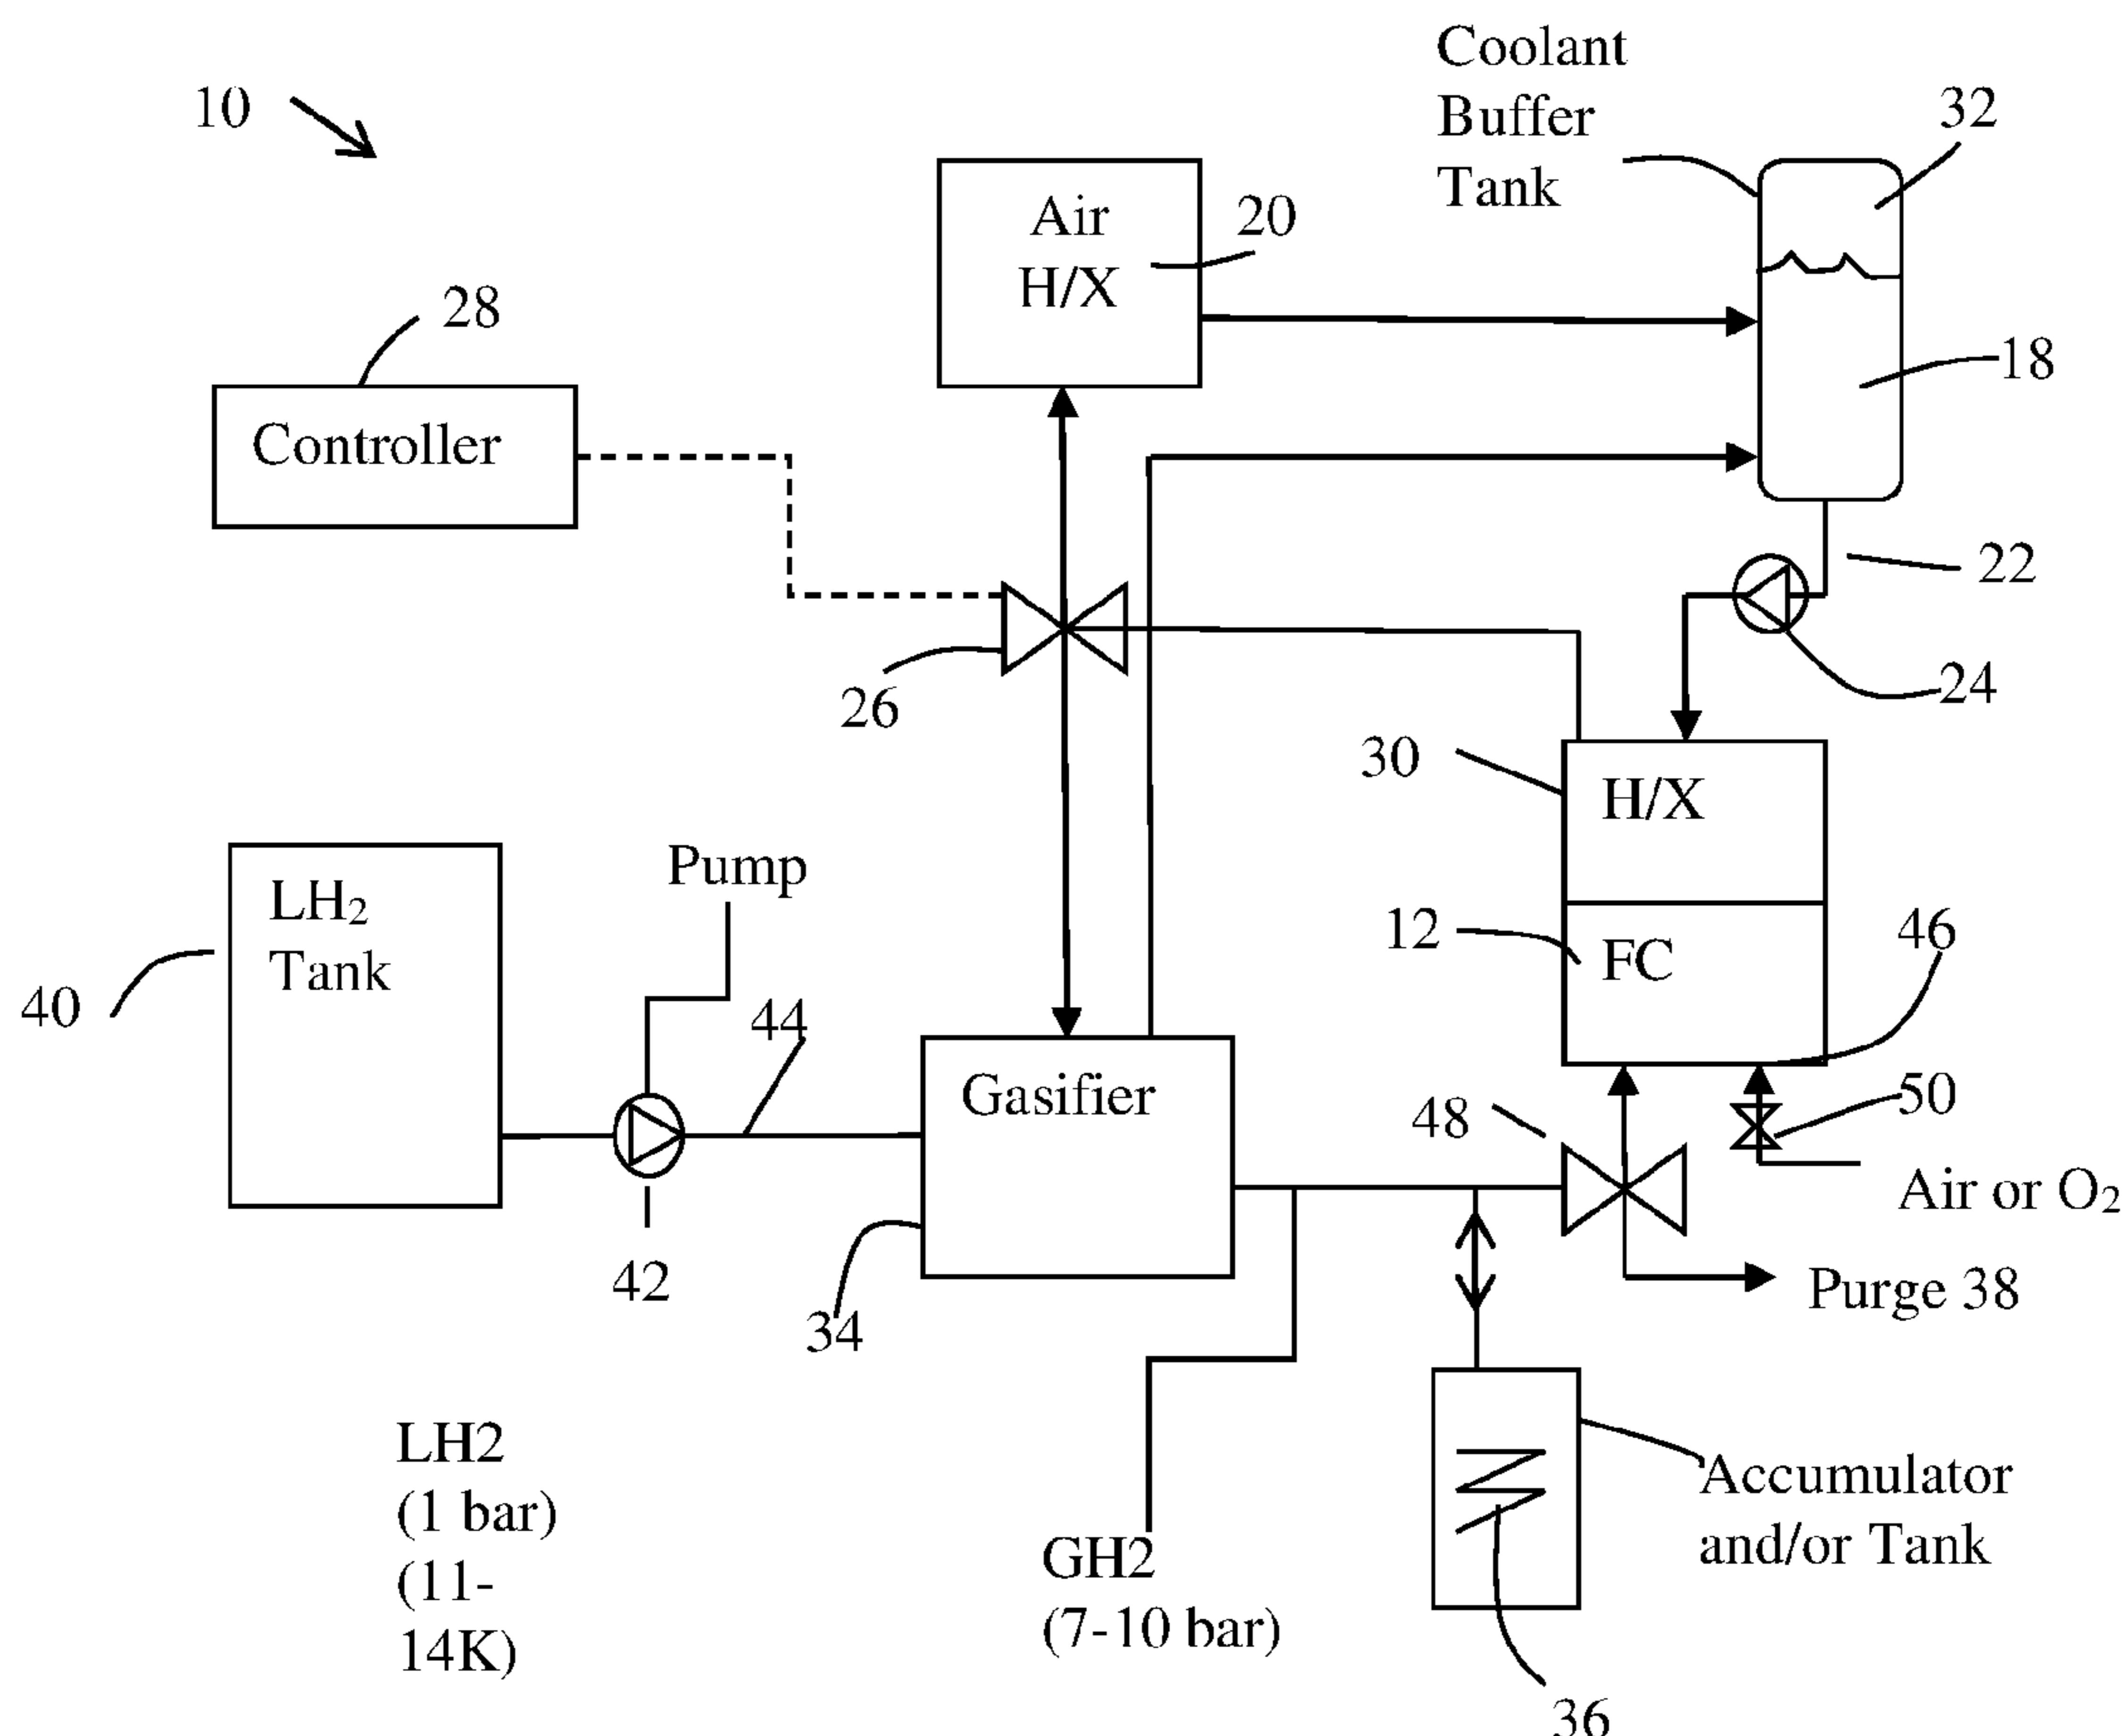 10
Coolant
Buffer
Tank
32
Air
H/X
20
28
Controller
18
22
26
24
30
H/X
LH₂
Tank
Pump
12
FC
46
40
44
Gasifier
48
50
Air or O₂
42
34
Purge 38
LH2
(1 bar)
(11-
14K)
GH2
(7-10 bar)
Accumulator
and/or Tank
36